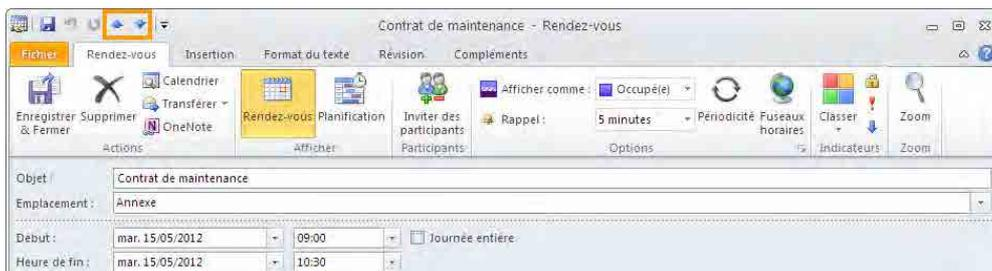 Contrat de maintenance - Rendez-vous
Fichier Rendez-vous Insertion Format du texte Révision Compléments
Enregistrer & Fermer Supprimer Calendrier Transférer OneNote Rendez-vous Planification Inviter des participants Afficher comme : Occupé(e) Rappel : 5 minutes Périodicité Fuseaux horaires Classer Zoom
Actions Afficher Participants Options Indicateurs Zoom
Objet : Contrat de maintenance
Emplacement : Annexe
Début : mar. 15/05/2012 09:00 Journée entière
Heure de fin : mar. 15/05/2012 10:30